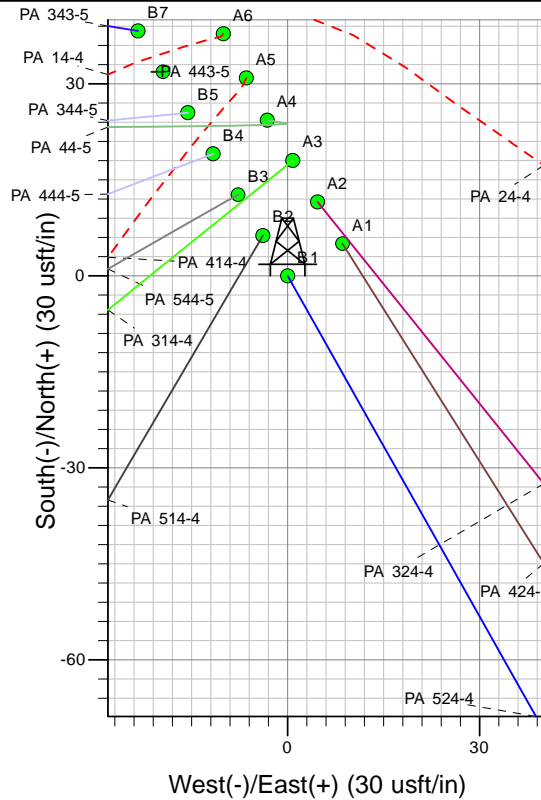 PA 343-5
B7
A6
PA 14-4
PA 443-5
A5
30
PA 344-5
B5
A4
PA 44-5
B4
A3
PA 444-5
B3
A2
PA 24-4
B2
A1
PA 414-4
B1
0
PA 544-5
PA 314-4
-30
PA 514-4
PA 324-4
PA 424-
-60
PA 524-4
0
30
South(-)/North(+) (30 usft/in)
West(-)/East(+) (30 usft/in)